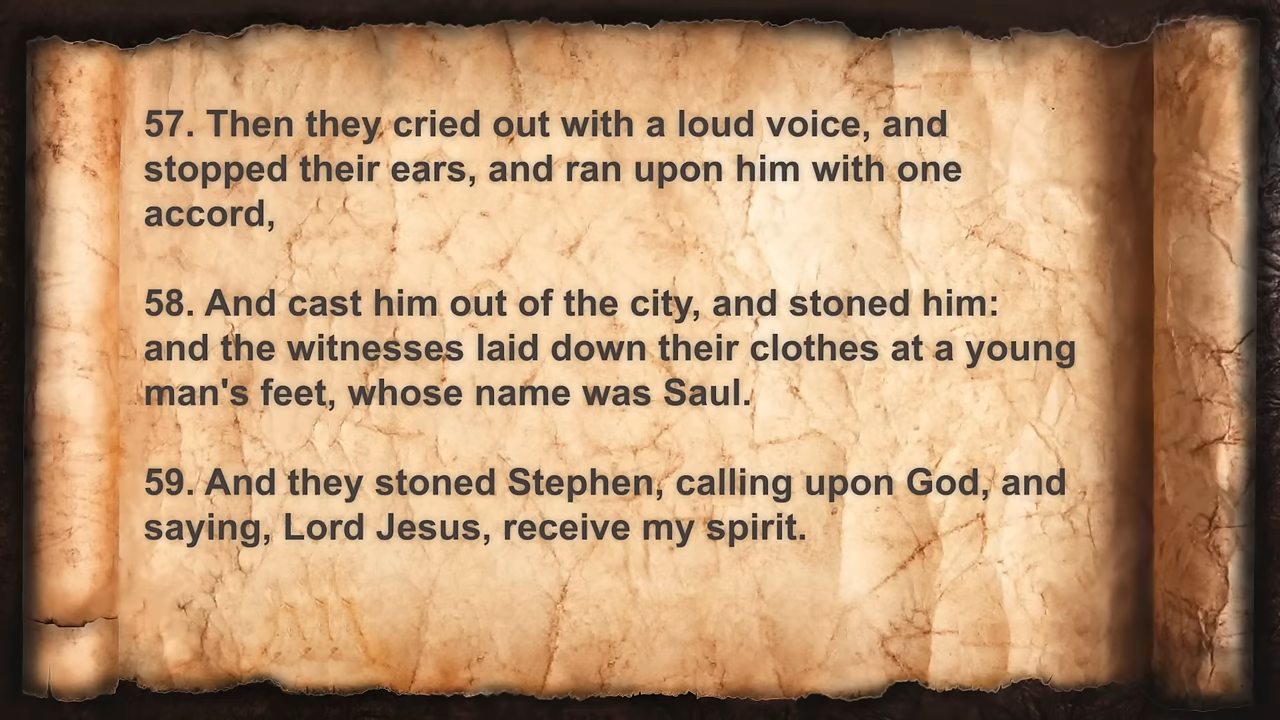 57. Then they cried out with a loud voice, and
stopped their ears, and ran upon him with one
accord,
58. And cast him out of the city, and stoned him:
and the witnesses laid down their clothes at a young
man's feet, whose name was Saul.
59. And they stoned Stephen, calling upon God, and
saying, Lord Jesus, receive my spirit.